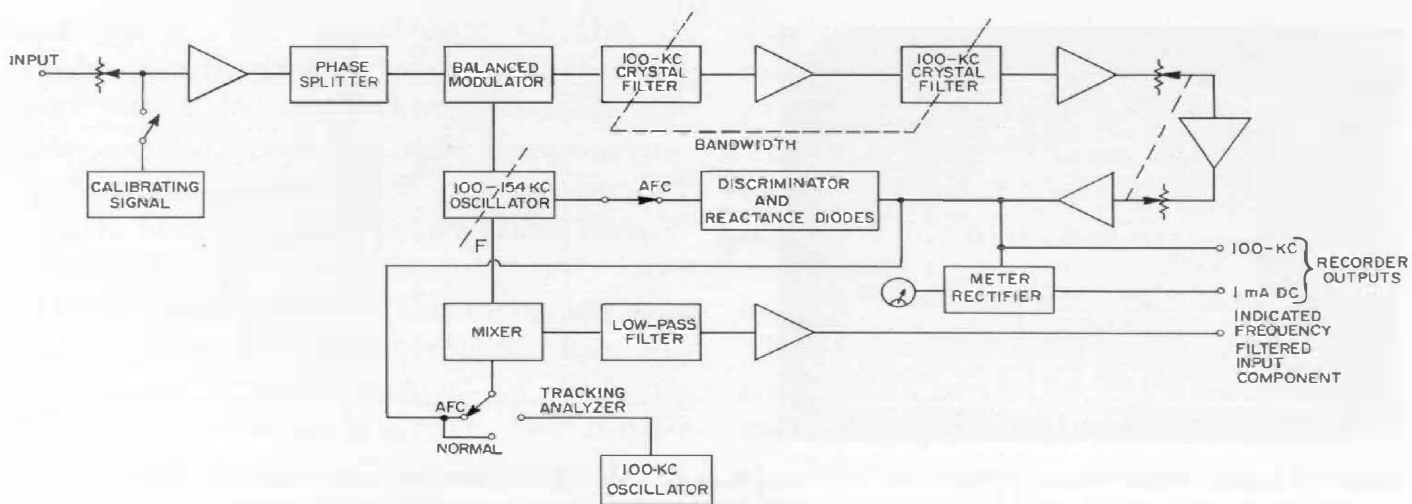 INPUT
CALIBRATING
SIGNAL
PHASE
SPLITTER
BALANCED
MODULATOR
100-KC
CRYSTAL
FILTER
100-KC
CRYSTAL
FILTER
BANDWIDTH
100-154 KC
OSCILLATOR
F
AFC
DISCRIMINATOR
AND
REACTANCE DIODES
METER
RECTIFIER
100-KC
1 mA DC
RECORDER
OUTPUTS
MIXER
LOW-PASS
FILTER
INDICATED
FREQUENCY
FILTERED
INPUT
COMPONENT
AFC
NORMAL
TRACKING
ANALYZER
100-KC
OSCILLATOR